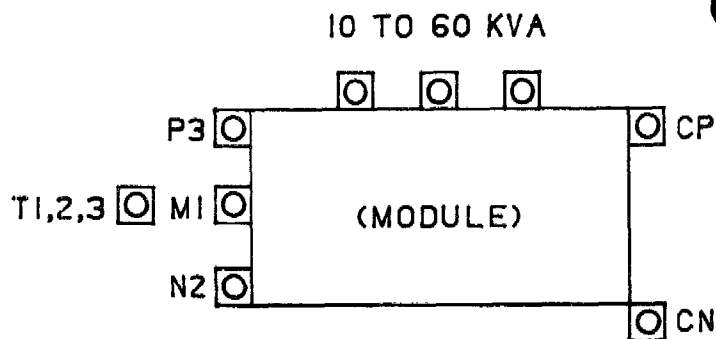 10 TO 60 KVA
P3
CP
T1,2,3
M1
(MODULE)
N2
CN